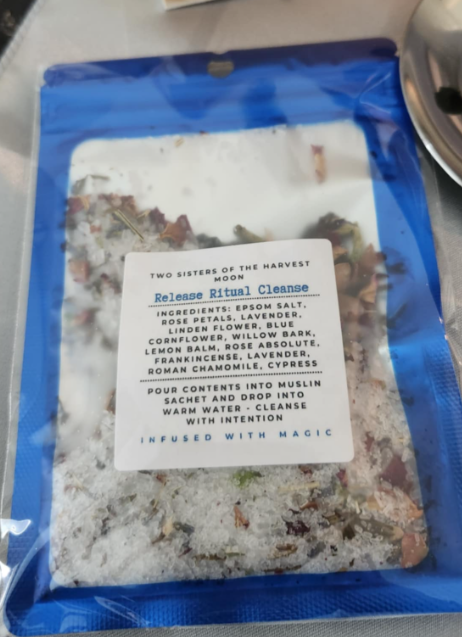 TWO SISTERS OF THE HARVEST
MOON
Release Ritual Cleanse
INGREDIENTS: EPSOM SALT,
ROSE PETALS, LAVENDER,
LINDEN FLOWER, BLUE
CORNFLOWER, WILLOW BARK,
LEMON BALM, ROSE ABSOLUTE,
FRANKINCENSE, LAVENDER,
ROMAN CHAMOMILE, CYPRESS
POUR CONTENTS INTO MUSLIN
SACHET AND DROP INTO
WARM WATER - CLEANSE
WITH INTENTION
INFUSED WITH MAGIC